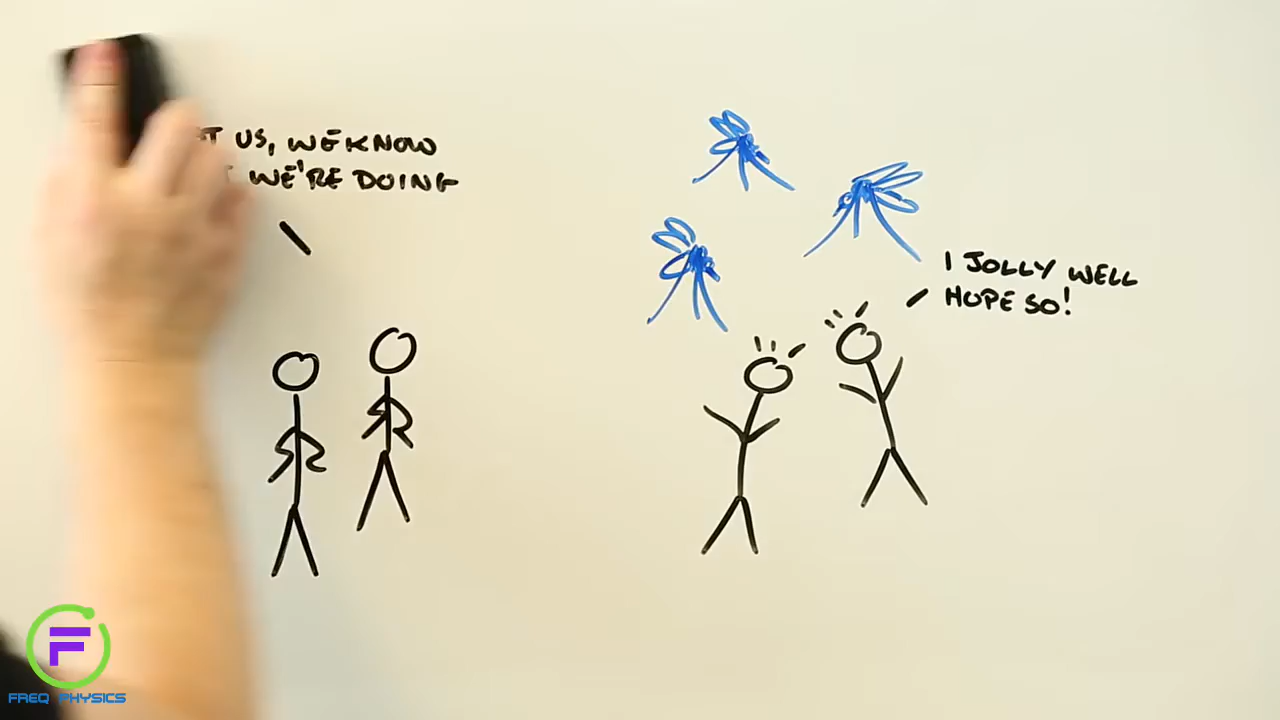 US, WE KNOW
WE'RE DOING
I JOLLY WELL
HOPE SO!
F
FREQ PHYSICS